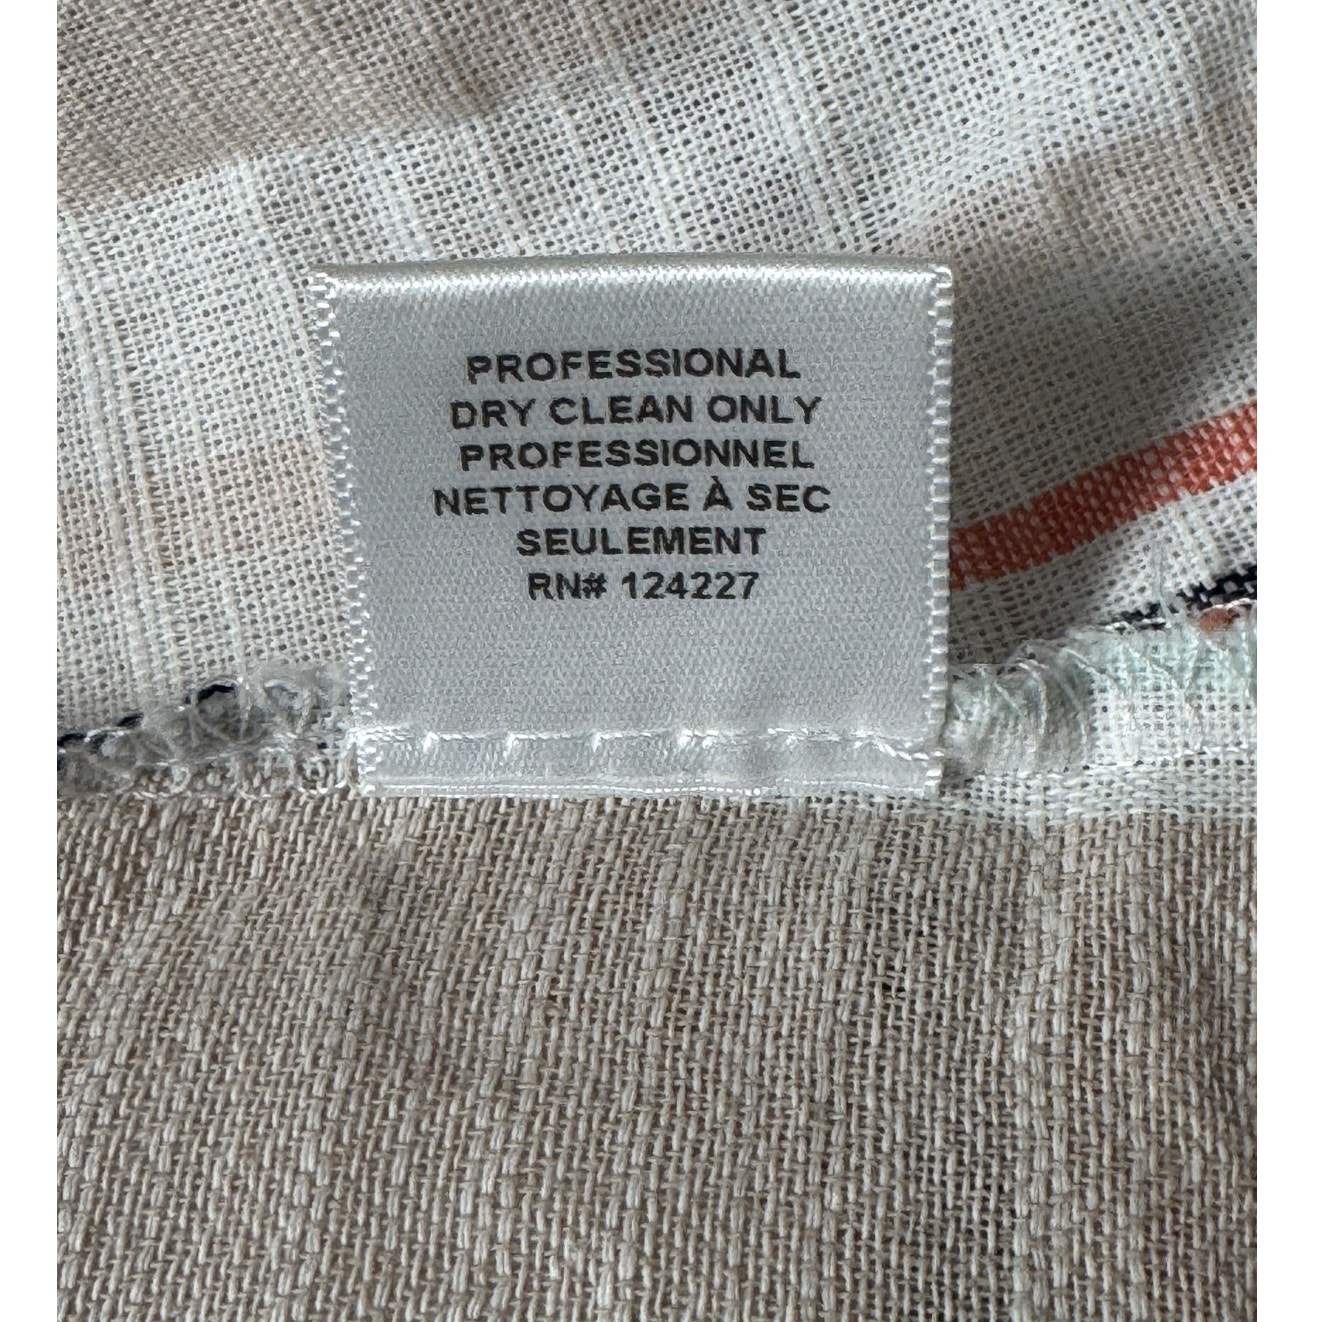 PROFESSIONAL
DRY CLEAN ONLY
PROFESSIONNEL
NETTOYAGE À SEC
SEULEMENT
RN# 124227